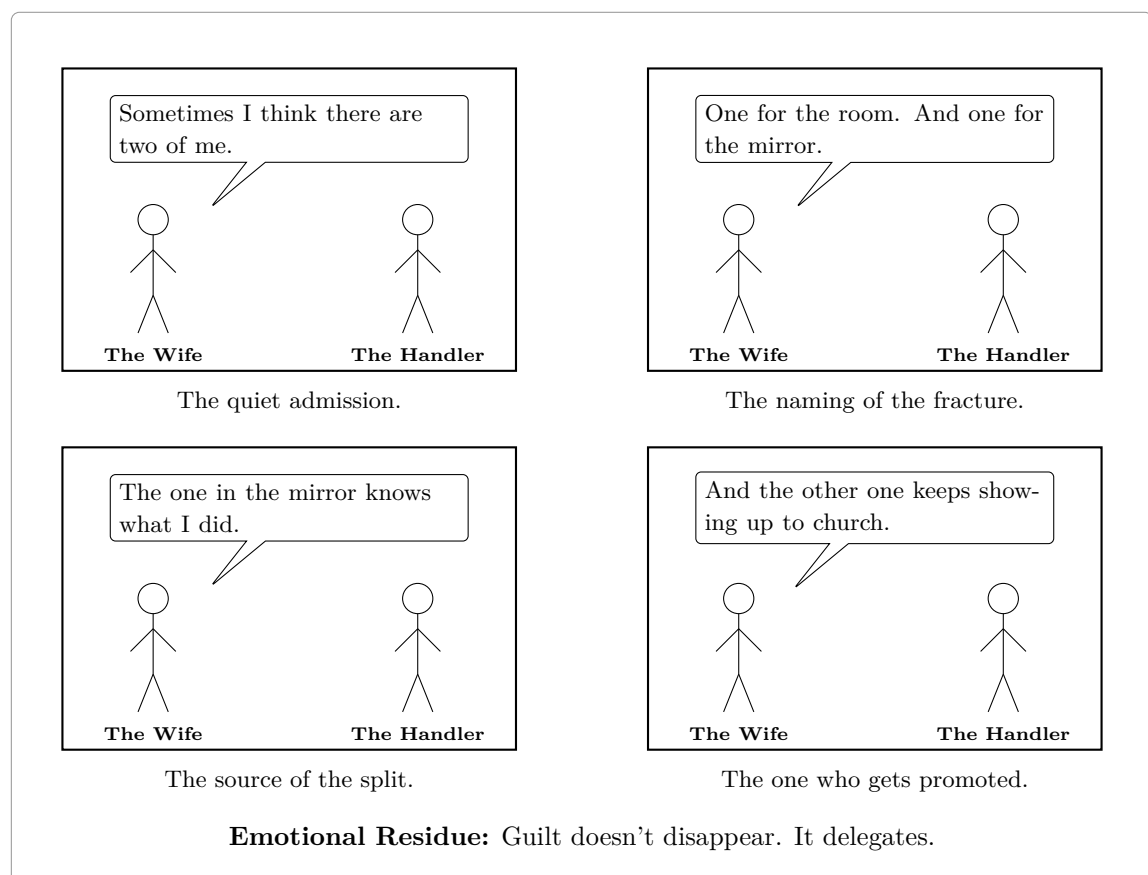 Sometimes I think there are
two of me.
The Wife
The Handler
The quiet admission.
One for the room. And one for
the mirror.
The Wife
The Handler
The naming of the fracture.
The one in the mirror knows
what I did.
The Wife
The Handler
The source of the split.
And the other one keeps show-
ing up to church.
The Wife
The Handler
The one who gets promoted.
Emotional Residue: Guilt doesn't disappear. It delegates.